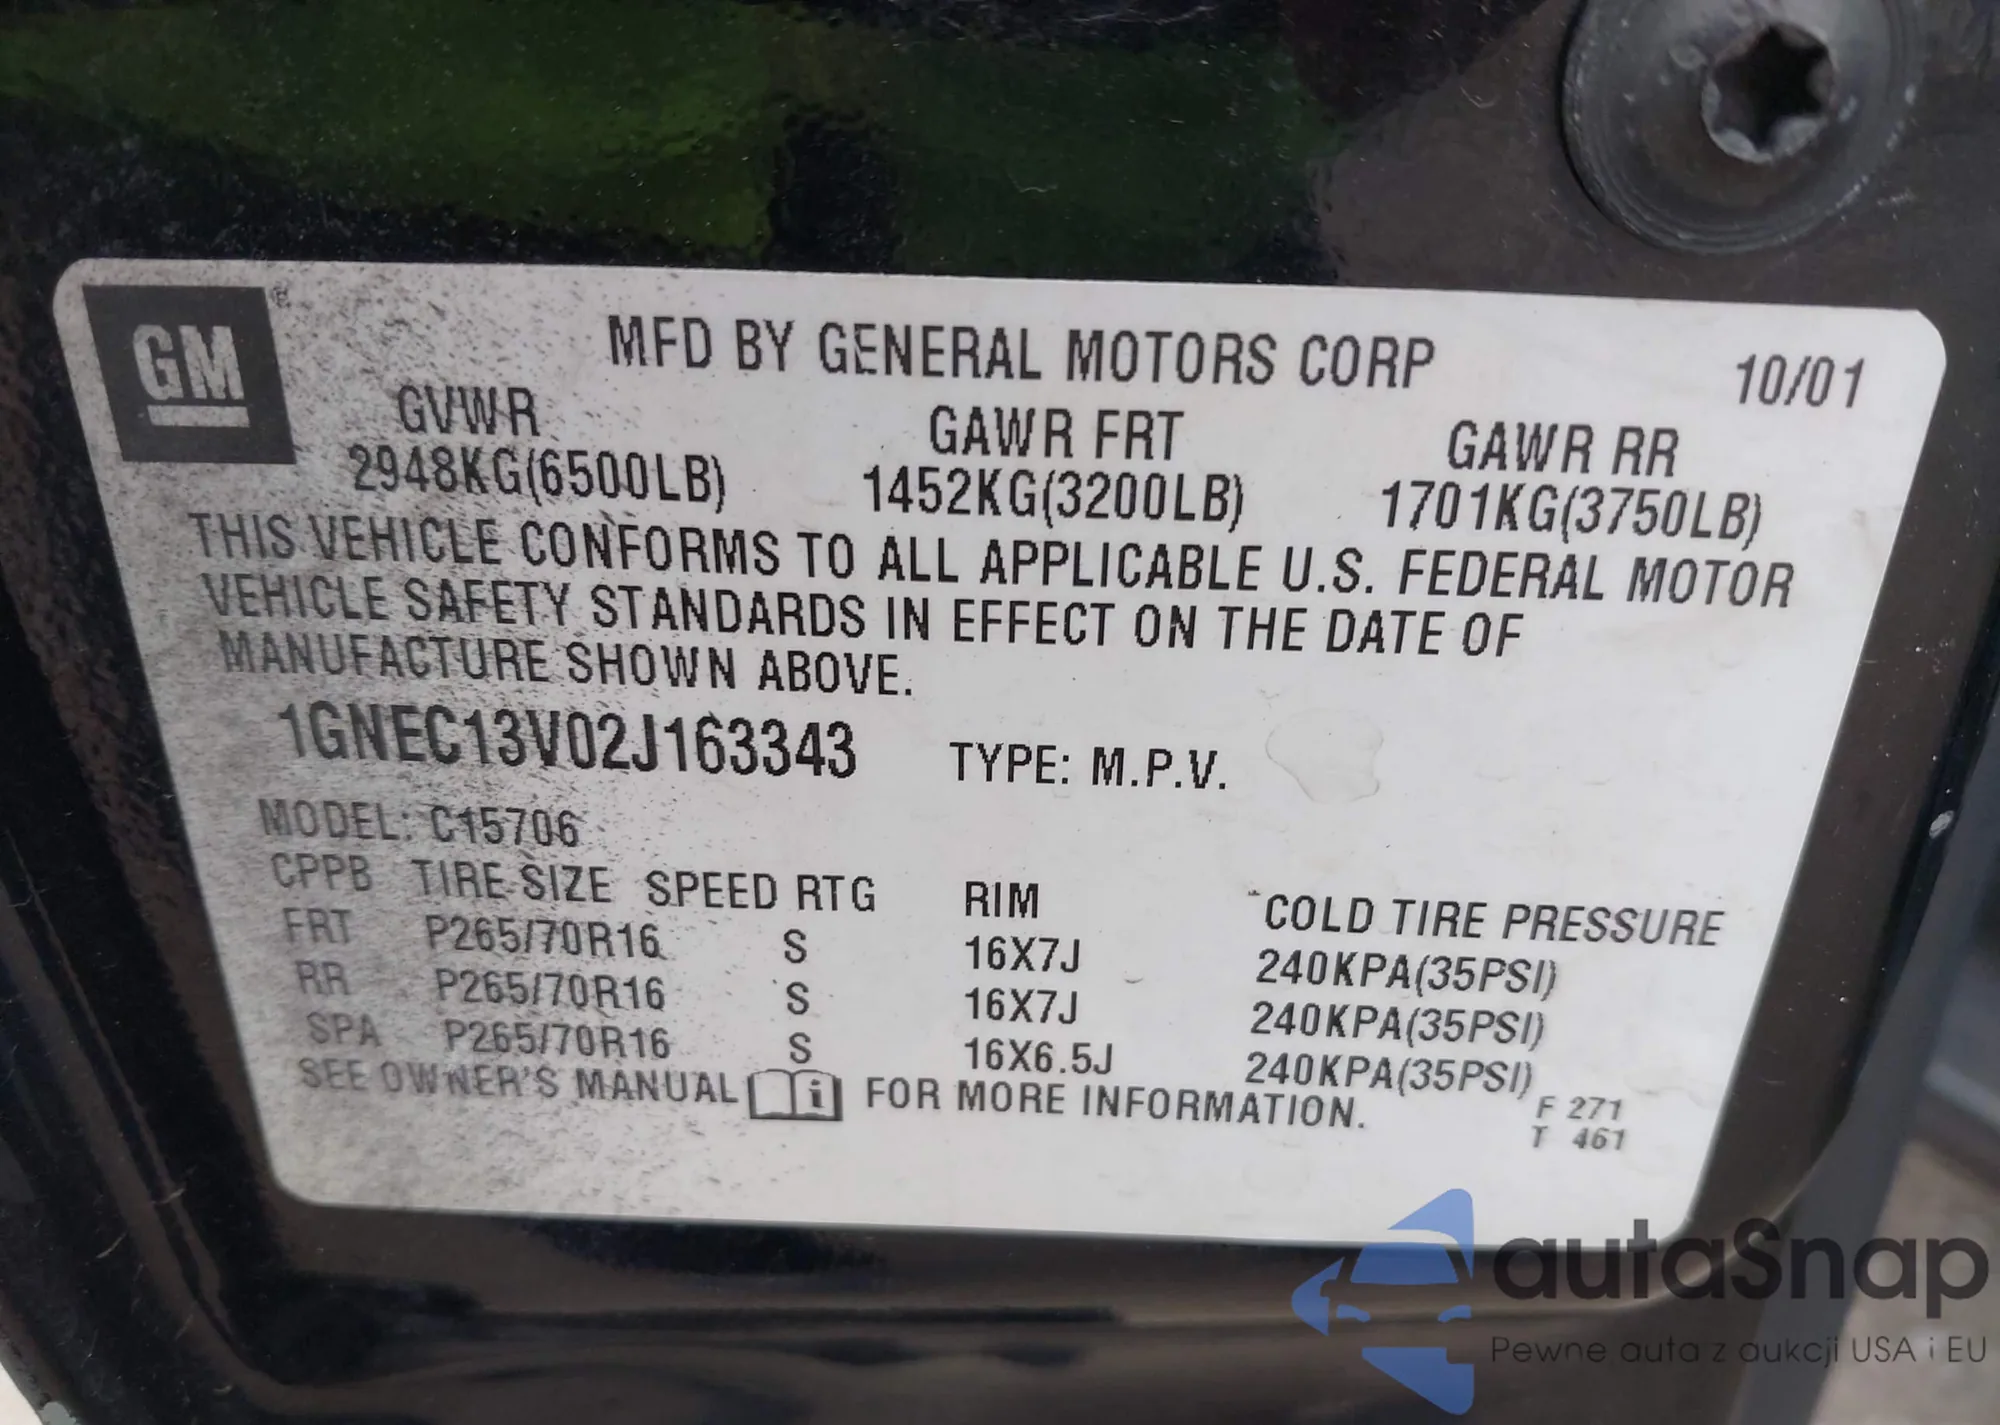 GM ®
MFD BY GENERAL MOTORS CORP 10/01
GVWR GAWR FRT GAWR RR
2948KG(6500LB) 1452KG(3200LB) 1701KG(3750LB)
THIS VEHICLE CONFORMS TO ALL APPLICABLE U.S. FEDERAL MOTOR
VEHICLE SAFETY STANDARDS IN EFFECT ON THE DATE OF
MANUFACTURE SHOWN ABOVE.
1GNEC13V02J163343 TYPE: M.P.V.
MODEL: C15706
CPPB TIRE SIZE SPEED RTG RIM COLD TIRE PRESSURE
FRT P265/70R16 S 16X7J 240KPA(35PSI)
RR P265/70R16 S 16X7J 240KPA(35PSI)
SPA P265/70R16 S 16X6.5J 240KPA(35PSI)
SEE OWNER'S MANUAL i FOR MORE INFORMATION.
F 271
T 461
autaSnap
Pewne auta z aukcji USA i EU